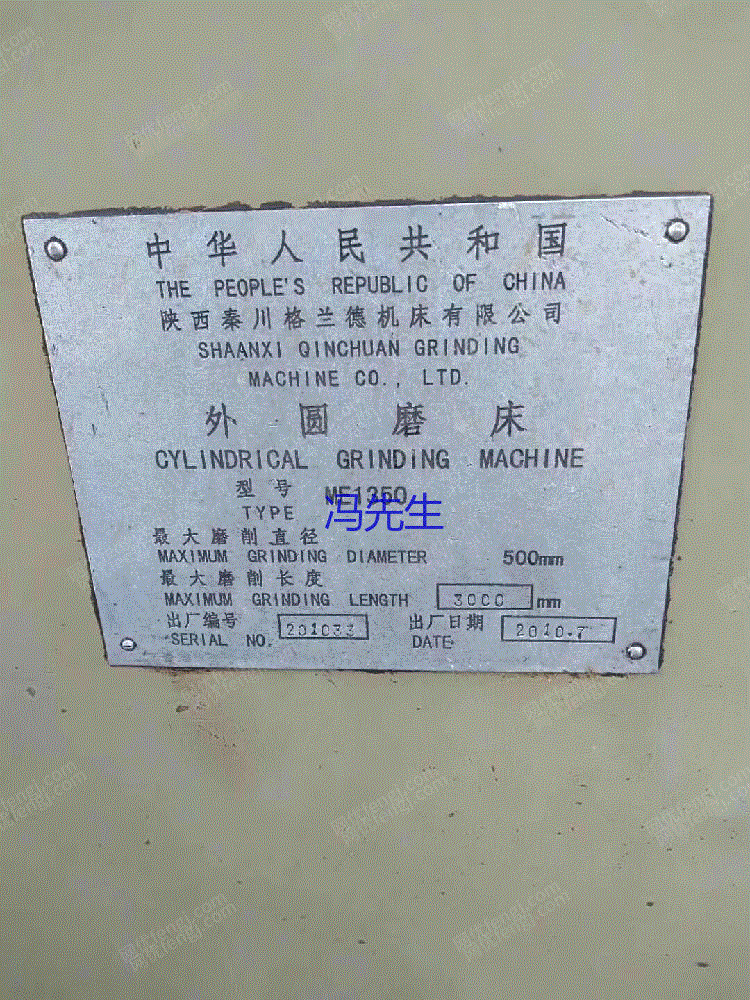 中华人民共和国
THE PEOPLE'S REPUBLIC OF CHINA
陕西秦川格兰德机床有限公司
SHAANXI QINCHUAN GRINDING
MACHINE CO., LTD.
外圆磨床
CYLINDRICAL GRINDING MACHINE
型号
TYPE ME1350
冯先生
最大磨削直径
MAXIMUM GRINDING DIAMETER 500mm
最大磨削长度
MAXIMUM GRINDING LENGTH 3000 mm
出厂编号 出厂日期
SERIAL NO. 201033 DATE 2010.7